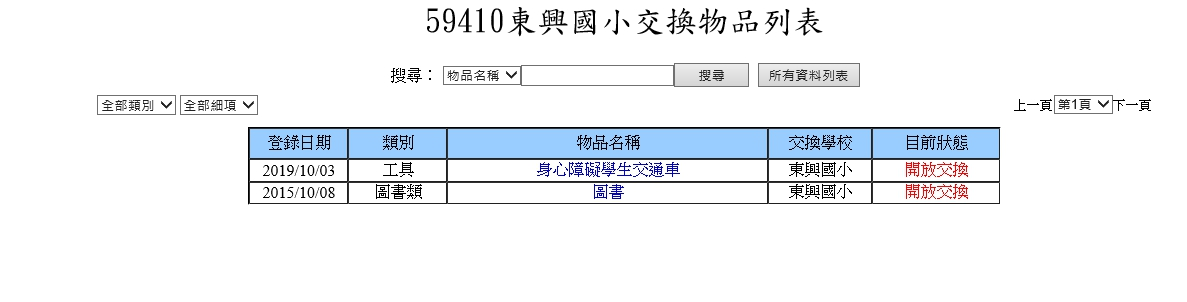 59410東興國小交換物品列表
搜尋： 物品名稱 搜尋 所有資料列表
全部類別 全部細項 上一頁 第1頁 下一頁
登錄日期 類別 物品名稱 交換學校 目前狀態
2019/10/03 工具 身心障礙學生交通車 東興國小 開放交換
2015/10/08 圖書類 圖書 東興國小 開放交換